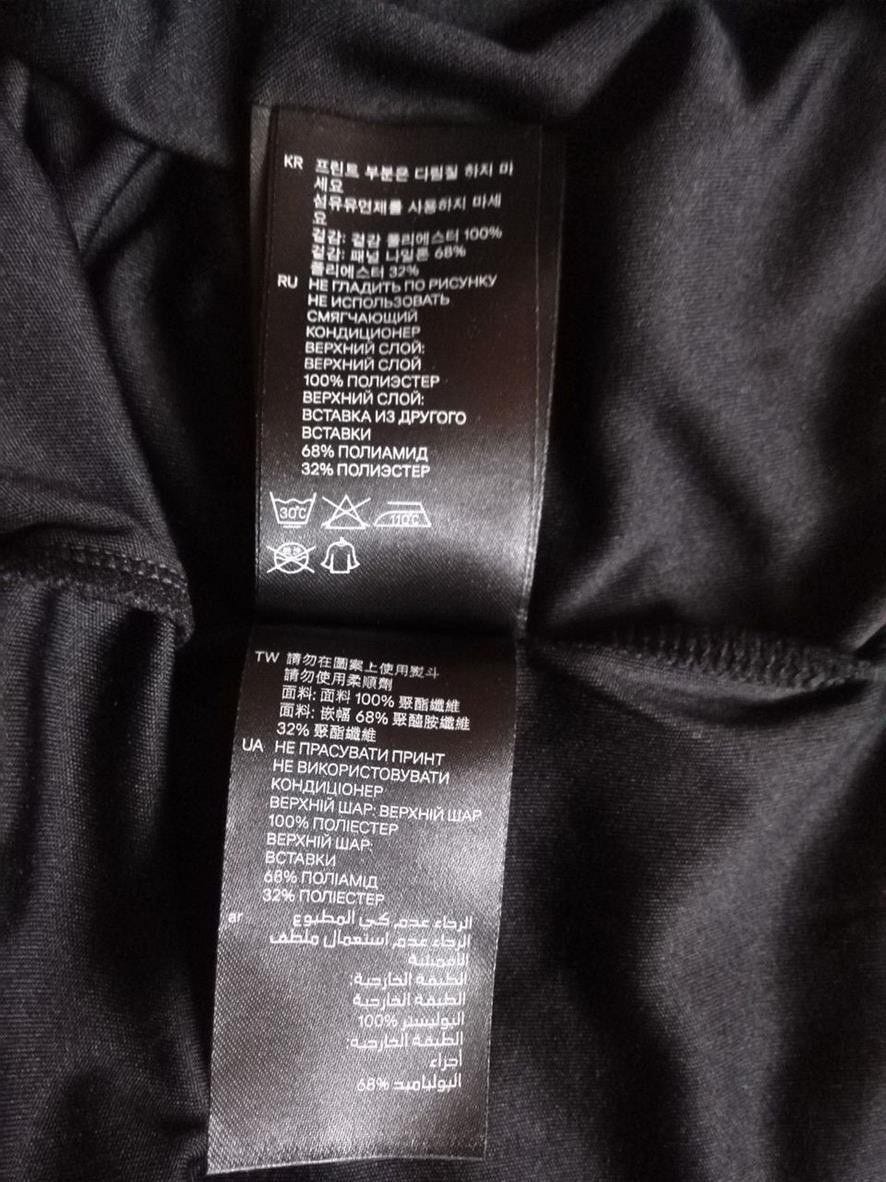 KR 프린트 부분은 다림질 하지 마
세요
섬유유연제를 사용하지 마세
요
겉감: 겉감 폴리에스터 100%
겉감: 패널 나일론 68%
폴리에스터 32%
RU НЕ ГЛАДИТЬ ПО РИСУНКУ
НЕ ИСПОЛЬЗОВАТЬ
СМЯГЧАЮЩИЙ
КОНДИЦИОНЕР
ВЕРХНИЙ СЛОЙ:
ВЕРХНИЙ СЛОЙ
100% ПОЛИЭСТЕР
ВЕРХНИЙ СЛОЙ:
ВСТАВКА ИЗ ДРУГОГО
ВСТАВКИ
68% ПОЛИАМИД
32% ПОЛИЭСТЕР
30°C 110°C
TW 請勿在圖案上使用熨斗
請勿使用柔順劑
面料: 面料 100% 聚酯纖維
面料: 嵌幅 68% 聚醯胺纖維
32% 聚酯纖維
UA НЕ ПРАСУВАТИ ПРИНТ
НЕ ВИКОРИСТОВУВАТИ
КОНДИЦІОНЕР
ВЕРХНІЙ ШАР: ВЕРХНІЙ ШАР
100% ПОЛІЕСТЕР
ВЕРХНІЙ ШАР:
ВСТАВКИ
68% ПОЛІАМІД
32% ПОЛІЕСТЕР
ar الرجاء عدم كي المطبوع
الرجاء عدم استعمال ملطف
الأقمشة
الطبقة الخارجية:
الطبقة الخارجية
البوليستر 100%
الطبقة الخارجية:
أجزاء
البولياميد 68%